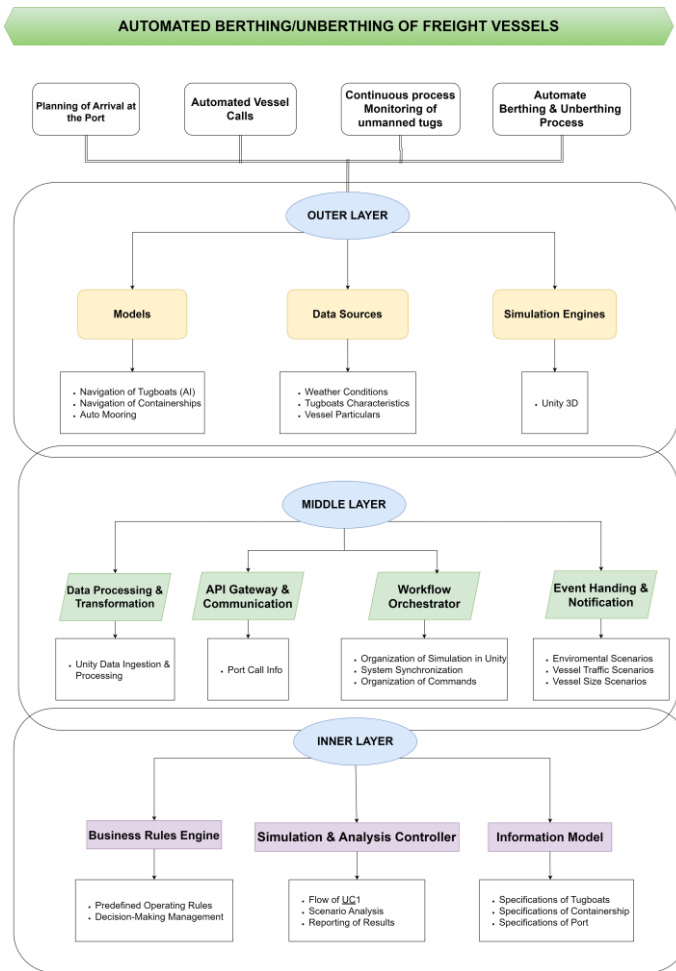 AUTOMATED BERTHING/UNBERTHING OF FREIGHT VESSELS
Planning of Arrival at
the Port
Automated Vessel
Calls
Continuous process
Monitoring of
unmanned tugs
Automate
Berthing & Unberthing
Process
OUTER LAYER
Models
Data Sources
Simulation Engines
• Navigation of Tugboats (AI)
• Navigation of Containerships
• Auto Mooring
• Weather Conditions
• Tugboats Characteristics
• Vessel Particulars
• Unity 3D
MIDDLE LAYER
Data Processing &
Transformation
API Gateway &
Communication
Workflow
Orchestrator
Event Handing &
Notification
• Unity Data Ingestion &
Processing
• Port Call Info
• Organization of Simulation in Unity
• System Synchronization
• Organization of Commands
• Enviromental Scenarios
• Vessel Traffic Scenarios
• Vessel Size Scenarios
INNER LAYER
Business Rules Engine
Simulation & Analysis Controller
Information Model
• Predefined Operating Rules
• Decision-Making Management
• Flow of UC1
• Scenario Analysis
• Reporting of Results
• Specifications of Tugboats
• Specifications of Containership
• Specifications of Port